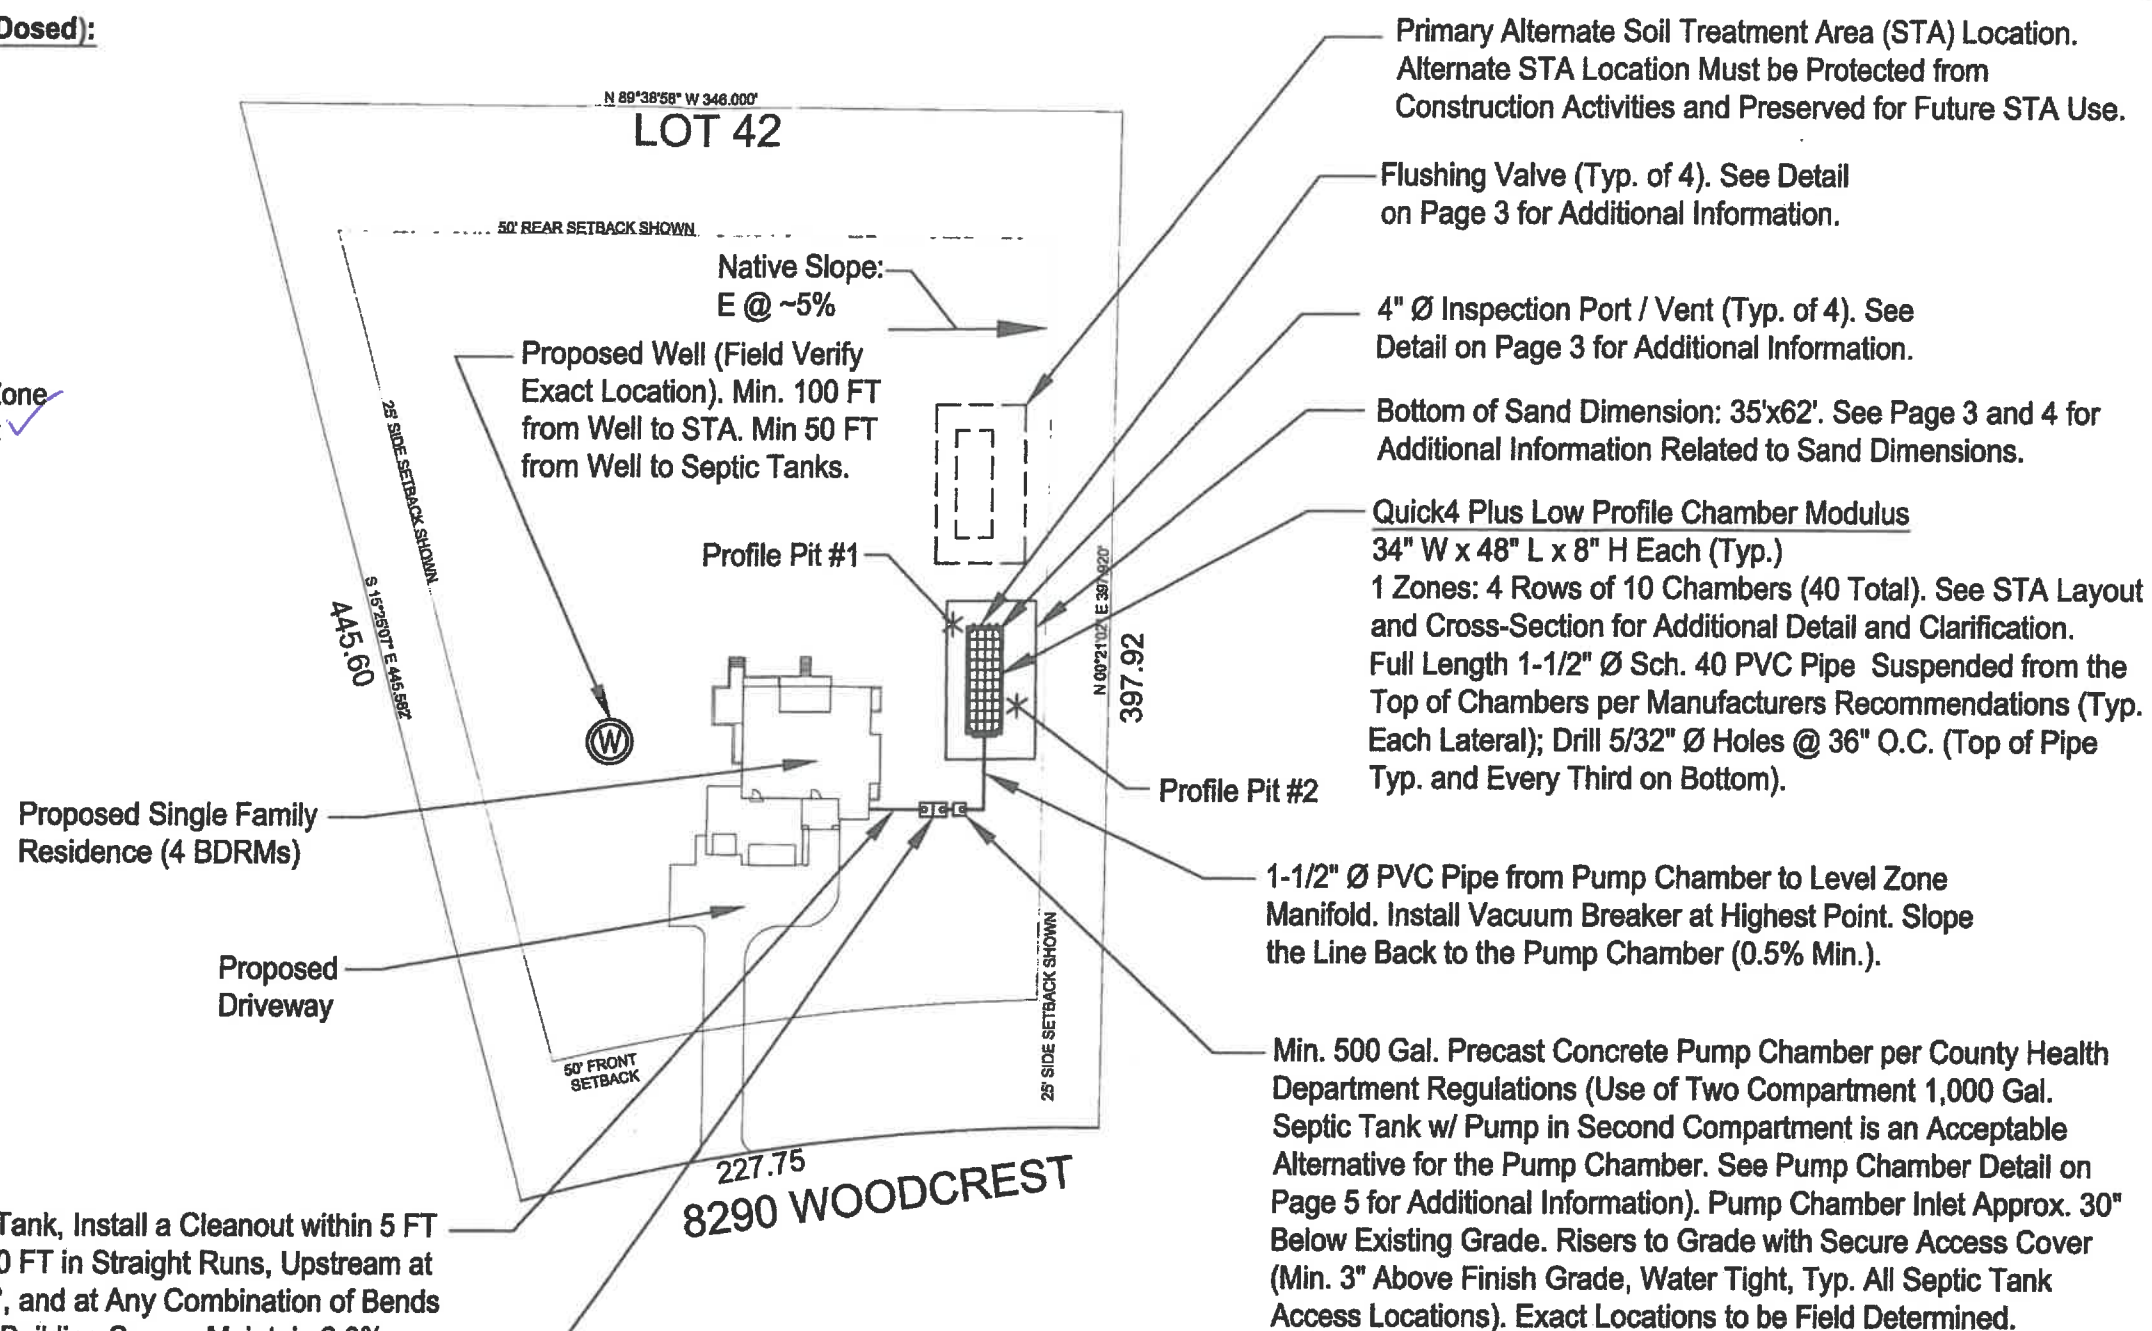 Dosed):
Zone
N 89°38'58" W 346.000'
LOT 42
50' REAR SETBACK SHOWN
Native Slope:
E @ ~5%
Proposed Well (Field Verify
Exact Location). Min. 100 FT
from Well to STA. Min 50 FT
from Well to Septic Tanks.
25' SIDE SETBACK SHOWN
S 15°25'07" E 445.582'
445.60
Profile Pit #1
W
Proposed Single Family
Residence (4 BDRMs)
Proposed
Driveway
50' FRONT
SETBACK
227.75
8290 WOODCREST
Tank, Install a Cleanout within 5 FT
0 FT in Straight Runs, Upstream at
, and at Any Combination of Bends
N 00°21'02" E 397.920'
397.92
25' SIDE SETBACK SHOWN
Primary Alternate Soil Treatment Area (STA) Location.
Alternate STA Location Must be Protected from
Construction Activities and Preserved for Future STA Use.
Flushing Valve (Typ. of 4). See Detail
on Page 3 for Additional Information.
4" Ø Inspection Port / Vent (Typ. of 4). See
Detail on Page 3 for Additional Information.
Bottom of Sand Dimension: 35'x62'. See Page 3 and 4 for
Additional Information Related to Sand Dimensions.
Quick4 Plus Low Profile Chamber Modulus
34" W x 48" L x 8" H Each (Typ.)
1 Zones: 4 Rows of 10 Chambers (40 Total). See STA Layout
and Cross-Section for Additional Detail and Clarification.
Full Length 1-1/2" Ø Sch. 40 PVC Pipe Suspended from the
Top of Chambers per Manufacturers Recommendations (Typ.
Each Lateral); Drill 5/32" Ø Holes @ 36" O.C. (Top of Pipe
Typ. and Every Third on Bottom).
Profile Pit #2
1-1/2" Ø PVC Pipe from Pump Chamber to Level Zone
Manifold. Install Vacuum Breaker at Highest Point. Slope
the Line Back to the Pump Chamber (0.5% Min.).
Min. 500 Gal. Precast Concrete Pump Chamber per County Health
Department Regulations (Use of Two Compartment 1,000 Gal.
Septic Tank w/ Pump in Second Compartment is an Acceptable
Alternative for the Pump Chamber. See Pump Chamber Detail on
Page 5 for Additional Information). Pump Chamber Inlet Approx. 30"
Below Existing Grade. Risers to Grade with Secure Access Cover
(Min. 3" Above Finish Grade, Water Tight, Typ. All Septic Tank
Access Locations). Exact Locations to be Field Determined.